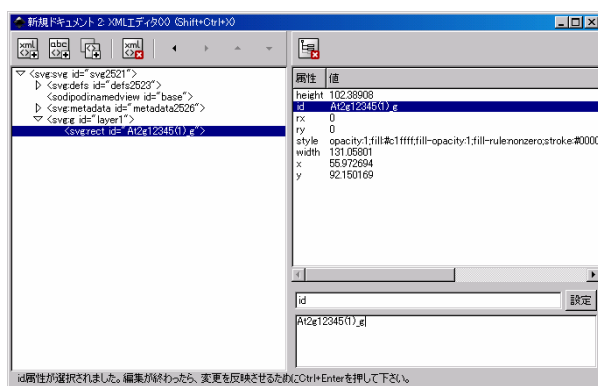 新規ドキュメント 2: XMLエディタOO (Shift+Ctrl+X)
xml
abc
xml
<svg:svg id="svg2521">
<svg:defs id="defs2523">
<sodipodinamedview id="base">
<svg:metadata id="metadata2526">
<svg:g id="layer1">
<svg:rect id="At2g12345(1)_g">
属性 値
height 102.38908
id At2g12345(1)_g
rx 0
ry 0
style opacity:1;fill:#c1ffff;fill-opacity:1;fill-rule:nonzero;stroke:#0000
width 131.05801
x 55.972694
y 92.150169
id
設定
At2g12345(1)_g
id属性が選択されました。編集が終わったら、変更を反映させるためにCtrl+Enterを押して下さい。